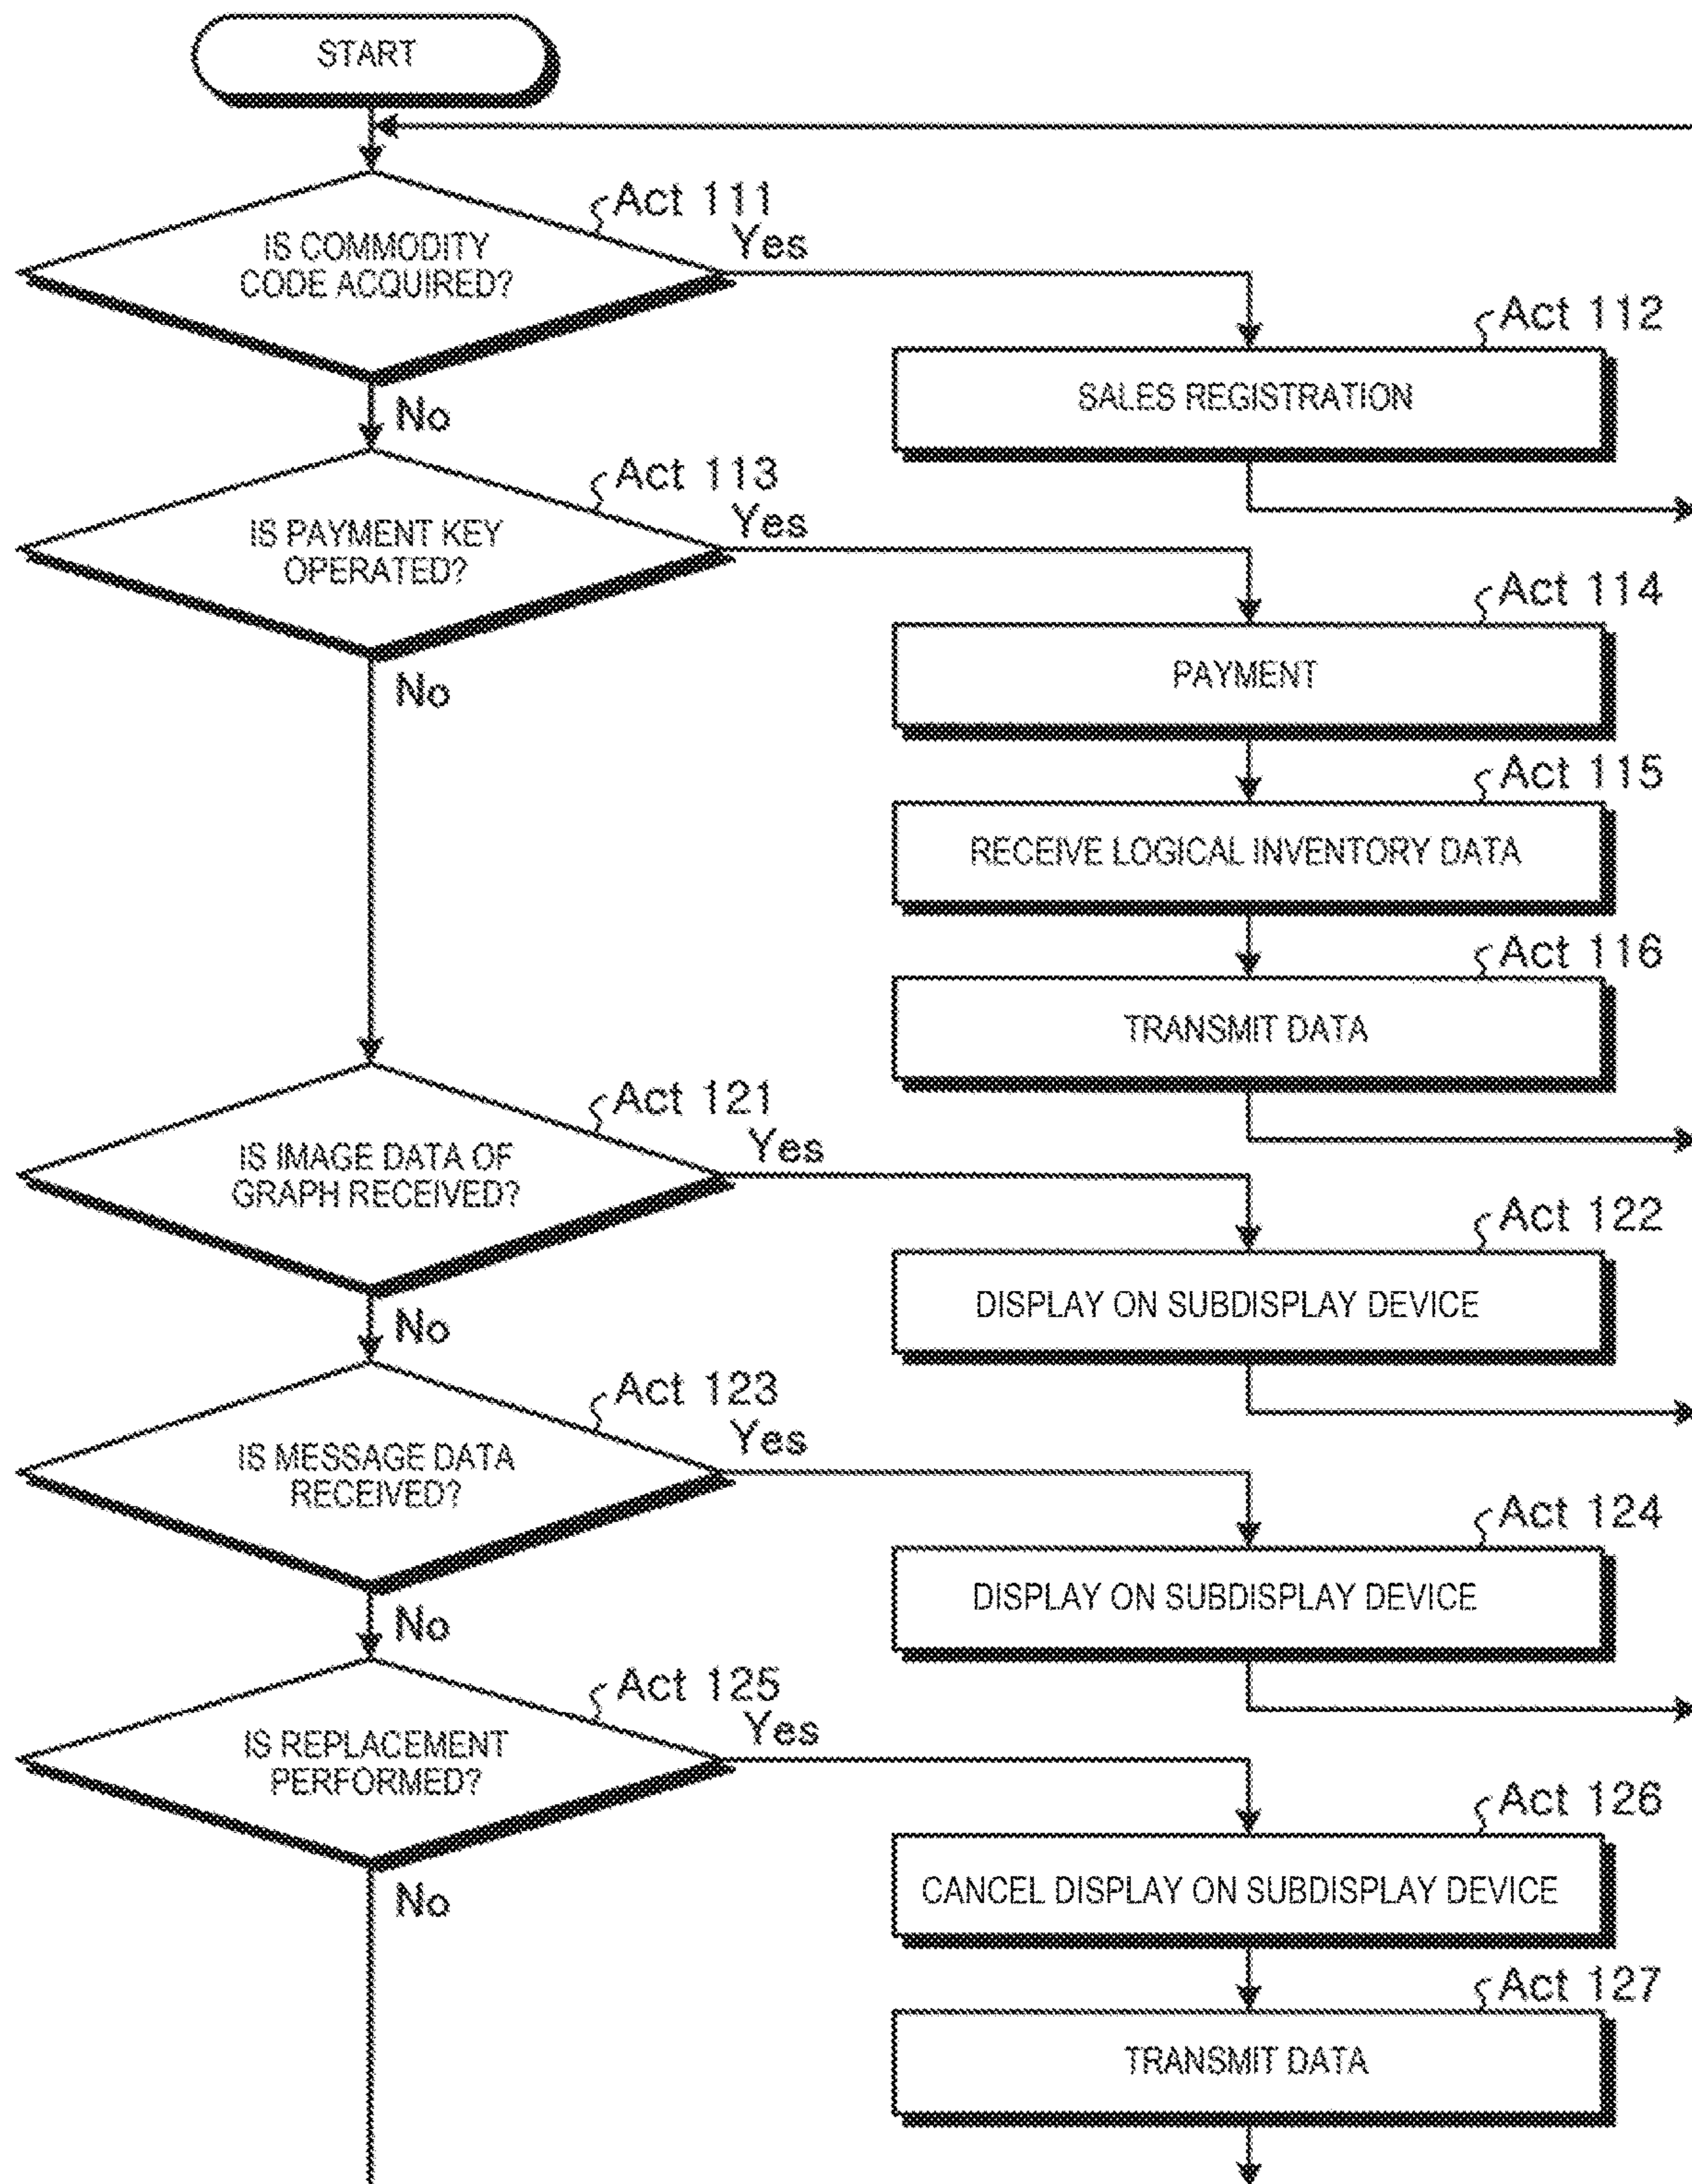 START
Act 111
IS COMMODITY
CODE ACQUIRED?
Yes
Act 112
SALES REGISTRATION
No
Act 113
IS PAYMENT KEY
OPERATED?
Yes
Act 114
PAYMENT
No
Act 115
RECEIVE LOGICAL INVENTORY DATA
Act 116
TRANSMIT DATA
Act 121
IS IMAGE DATA OF
GRAPH RECEIVED?
Yes
Act 122
DISPLAY ON SUBDISPLAY DEVICE
No
Act 123
IS MESSAGE DATA
RECEIVED?
Yes
Act 124
DISPLAY ON SUBDISPLAY DEVICE
No
Act 125
IS REPLACEMENT
PERFORMED?
Yes
Act 126
CANCEL DISPLAY ON SUBDISPLAY DEVICE
No
Act 127
TRANSMIT DATA